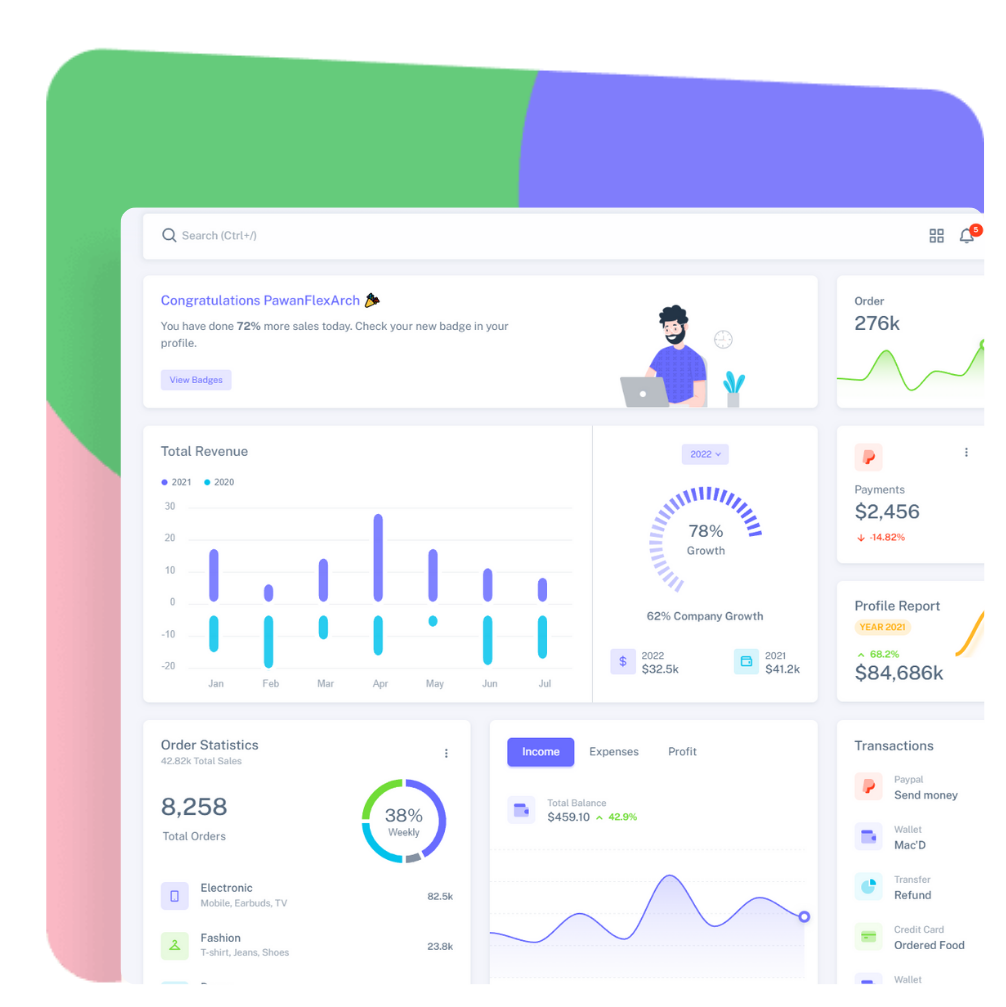 Search (Ctrl+/)
5
Congratulations PawanFlexArch
You have done 72% more sales today. Check your new badge in your
profile.
View Badges
Order
276k
Total Revenue
2021
2020
30
20
10
0
-10
-20
Jan
Feb
Mar
Apr
May
Jun
Jul
2022
78%
Growth
62% Company Growth
$
2022
$32.5k
2021
$41.2k
Payments
$2,456
-14.82%
Profile Report
YEAR 2021
68.2%
$84,686k
Order Statistics
42.82k Total Sales
8,258
Total Orders
38%
Weekly
Electronic
Mobile, Earbuds, TV
82.5k
Fashion
T-shirt, Jeans, Shoes
23.8k
Income
Expenses
Profit
Total Balance
$459.10
42.9%
Transactions
Paypal
Send money
Wallet
Mac'D
Transfer
Refund
Credit Card
Ordered Food
Wallet